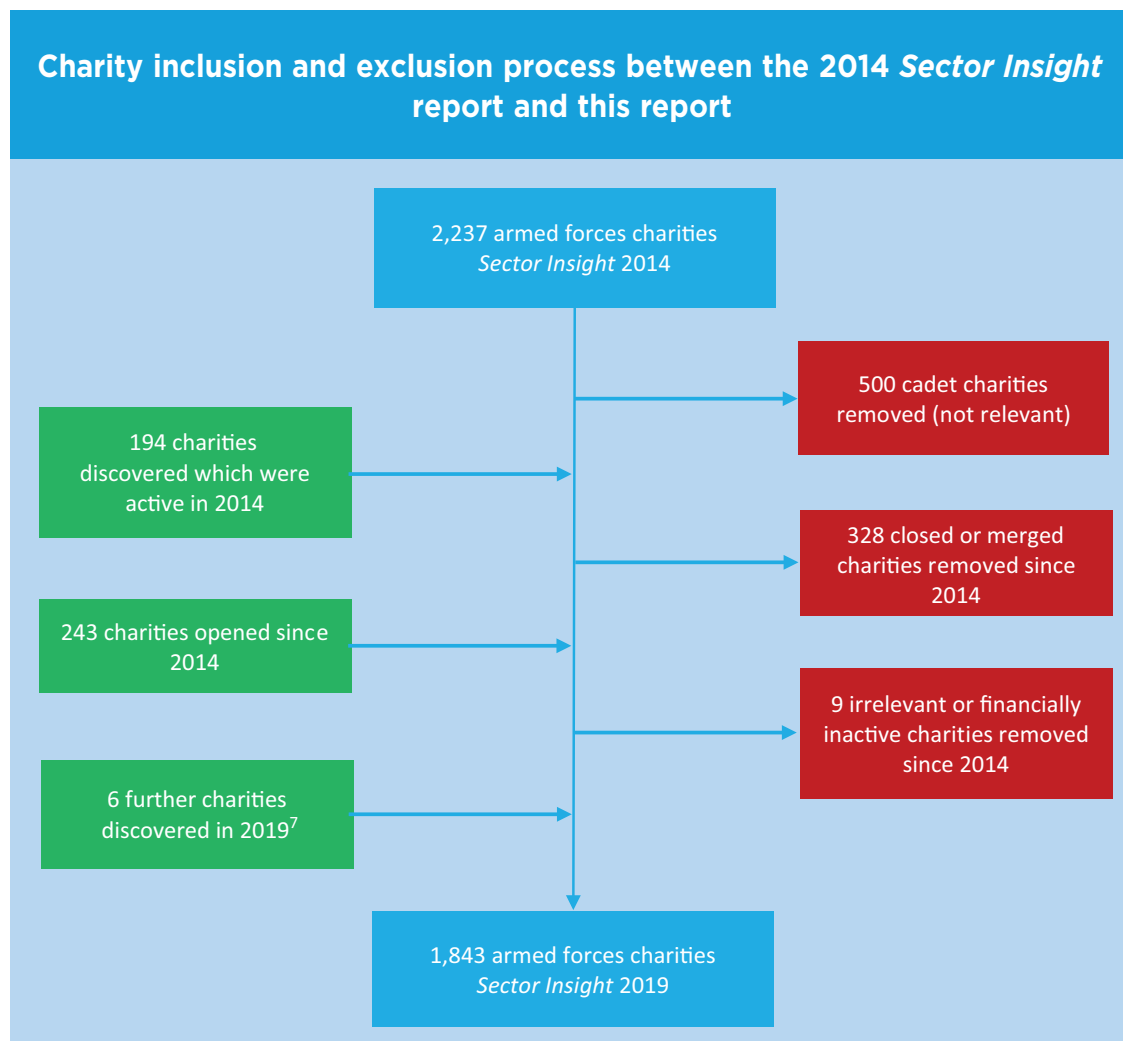 Charity inclusion and exclusion process between the 2014 Sector Insight
report and this report
2,237 armed forces charities
Sector Insight 2014
500 cadet charities
removed (not relevant)
194 charities
discovered which were
active in 2014
328 closed or merged
charities removed since
2014
243 charities opened since
2014
9 irrelevant or financially
inactive charities removed
since 2014
6 further charities
discovered in 2019⁷
1,843 armed forces charities
Sector Insight 2019